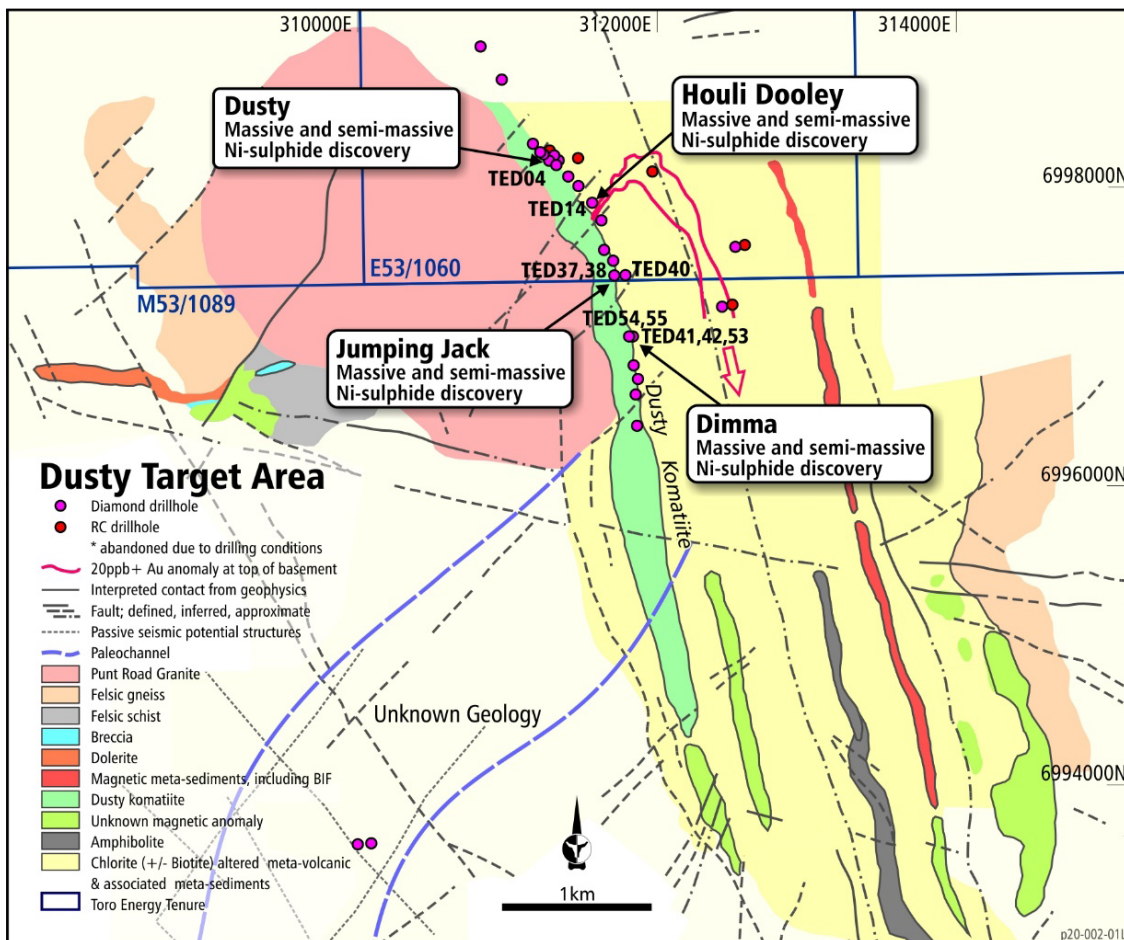 310000E
312000E
314000E
Dusty
Massive and semi-massive
Ni-sulphide discovery
Houli Dooley
Massive and semi-massive
Ni-sulphide discovery
TED04
6998000N
TED14
E53/1060
TED37,38
TED40
M53/1089
TED54,55
TED41,42,53
Jumping Jack
Massive and semi-massive
Ni-sulphide discovery
Dusty Komatiite
Dimma
Massive and semi-massive
Ni-sulphide discovery
6996000N
Dusty Target Area
Diamond drillhole
RC drillhole
* abandoned due to drilling conditions
20ppb+ Au anomaly at top of basement
Interpreted contact from geophysics
Fault; defined, inferred, approximate
Passive seismic potential structures
Paleochannel
Punt Road Granite
Felsic gneiss
Felsic schist
Breccia
Dolerite
Magnetic meta-sediments, including BIF
Dusty komatiite
Unknown magnetic anomaly
Amphibolite
Chlorite (+/- Biotite) altered meta-volcanic
& associated meta-sediments
Toro Energy Tenure
Unknown Geology
6994000N
1km